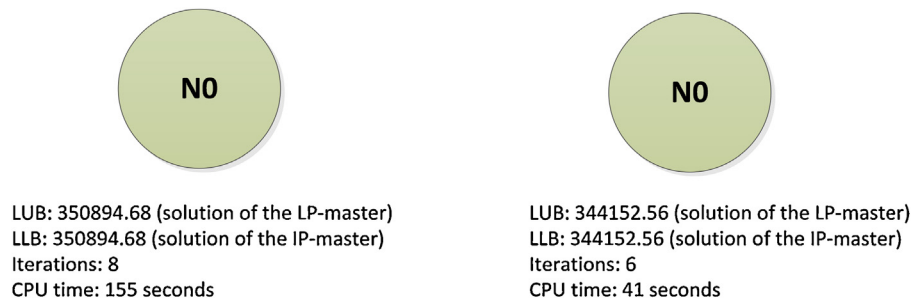 N0
LUB: 350894.68 (solution of the LP-master)
LLB: 350894.68 (solution of the IP-master)
Iterations: 8
CPU time: 155 seconds
N0
LUB: 344152.56 (solution of the LP-master)
LLB: 344152.56 (solution of the IP-master)
Iterations: 6
CPU time: 41 seconds